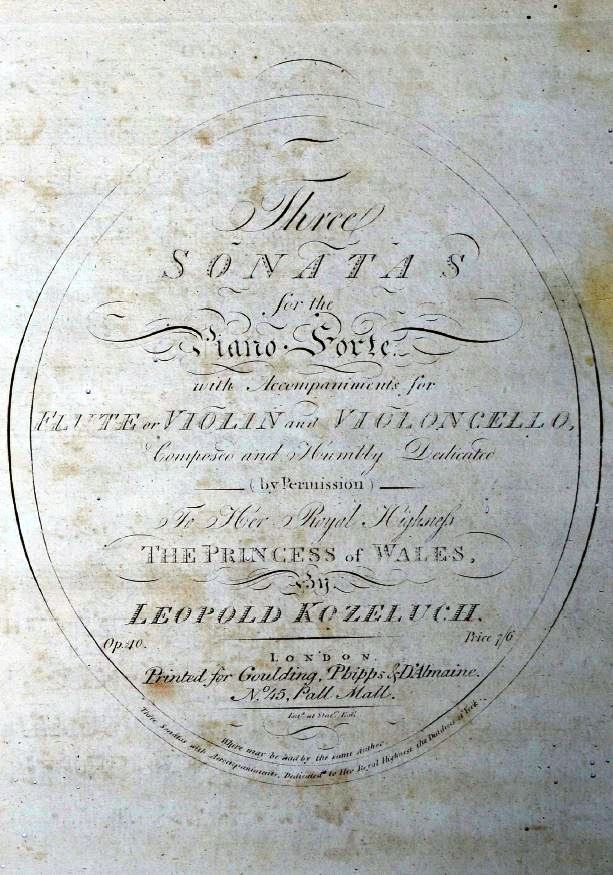 Three
SONATAS
for the
Piano-Forte.
with Accompaniments for
FLUTE or VIOLIN and VIOLONCELLO,
Composed and Humbly Dedicated
(by Permission)
To Her Royal Highness
THE PRINCESS of WALES,
By
LEOPOLD KOZELUCH.
Op. 40. Price 7/6
LONDON
Printed for Goulding, Phipps & D'Almaine.
No. 45, Pall Mall.
Ent.d at Stat.s Hall
Where may be had by the same Author
Three Sonatas with Accompaniments, Dedicated to Her Royal Highness the Dutchess of York.